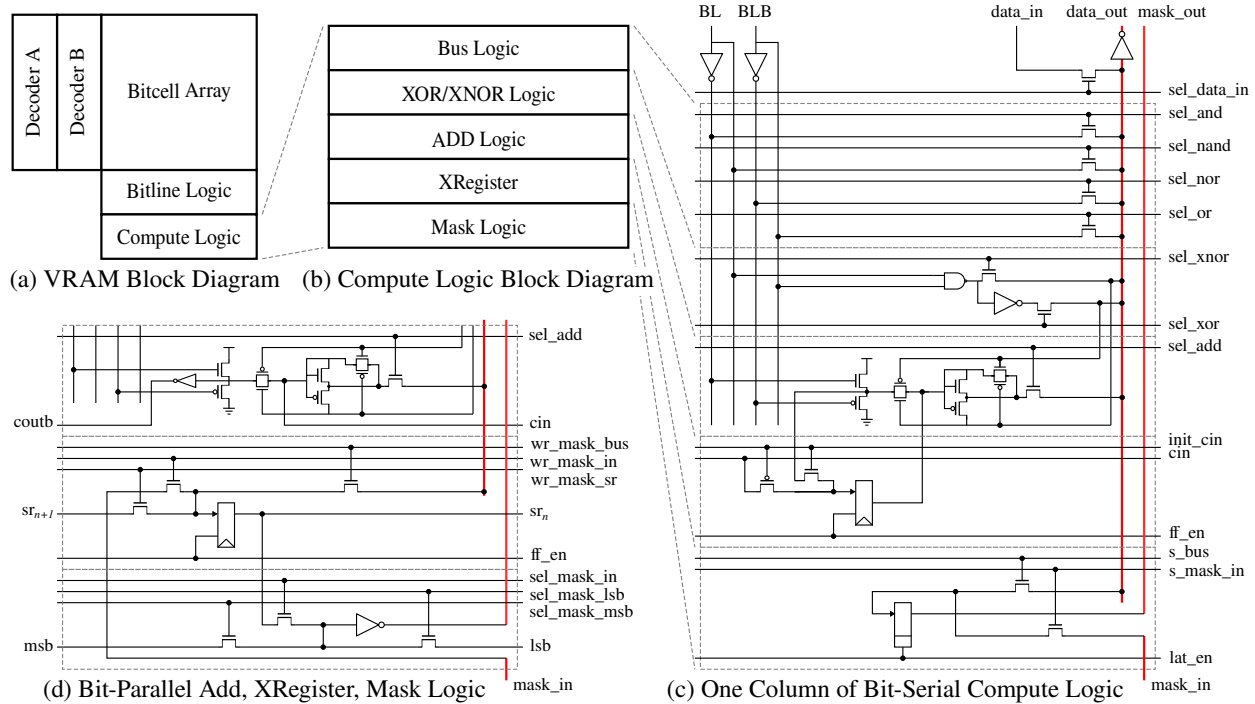 Decoder A
Decoder B
Bitcell Array
Bitline Logic
Compute Logic
(a) VRAM Block Diagram
Bus Logic
XOR/XNOR Logic
ADD Logic
XRegister
Mask Logic
(b) Compute Logic Block Diagram
BL
BLB
data_in
data_out
mask_out
sel_data_in
sel_and
sel_nand
sel_nor
sel_or
sel_xnor
sel_xor
sel_add
init_cin
cin
ff_en
s_bus
s_mask_in
lat_en
mask_in
(c) One Column of Bit-Serial Compute Logic
sel_add
coutb
cin
wr_mask_bus
wr_mask_in
wr_mask_sr
srn+1
srn
ff_en
sel_mask_in
sel_mask_lsb
sel_mask_msb
msb
lsb
mask_in
(d) Bit-Parallel Add, XRegister, Mask Logic